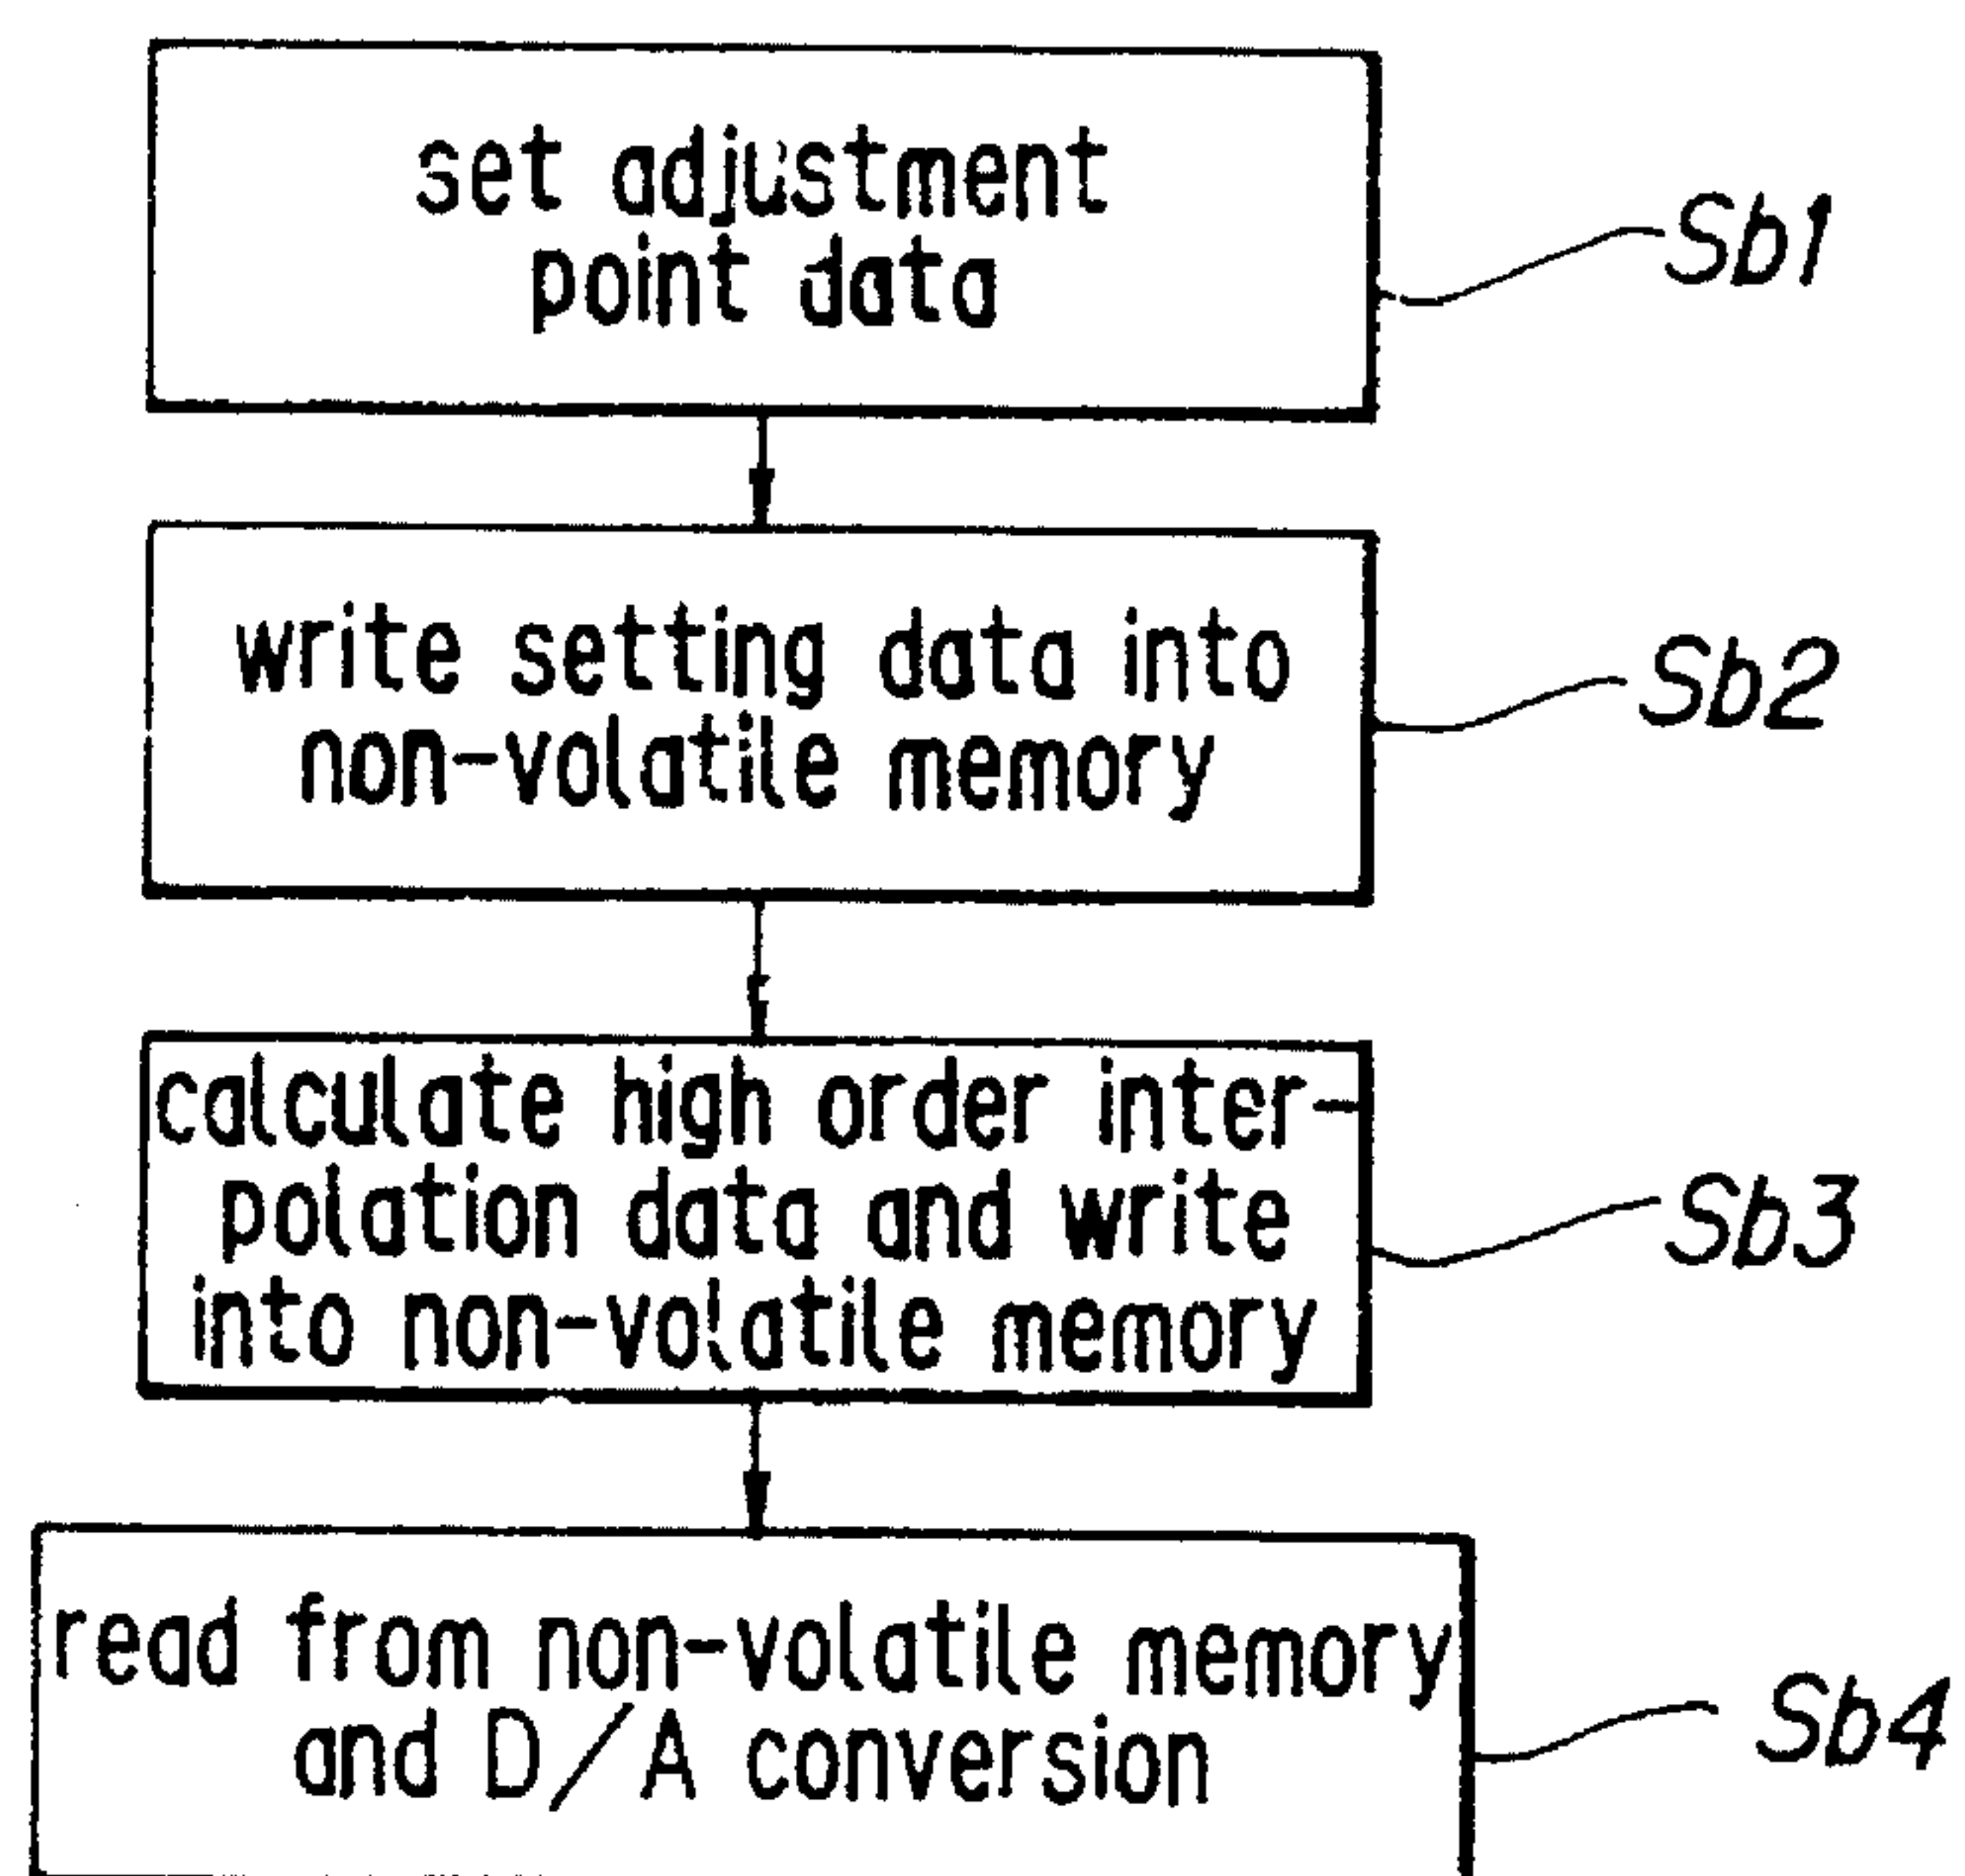 set adjustment
point data
Sb1
write setting data into
non-volatile memory
Sb2
calculate high order inter-
polation data and write
into non-volatile memory
Sb3
read from non-volatile memory
and D/A conversion
Sb4